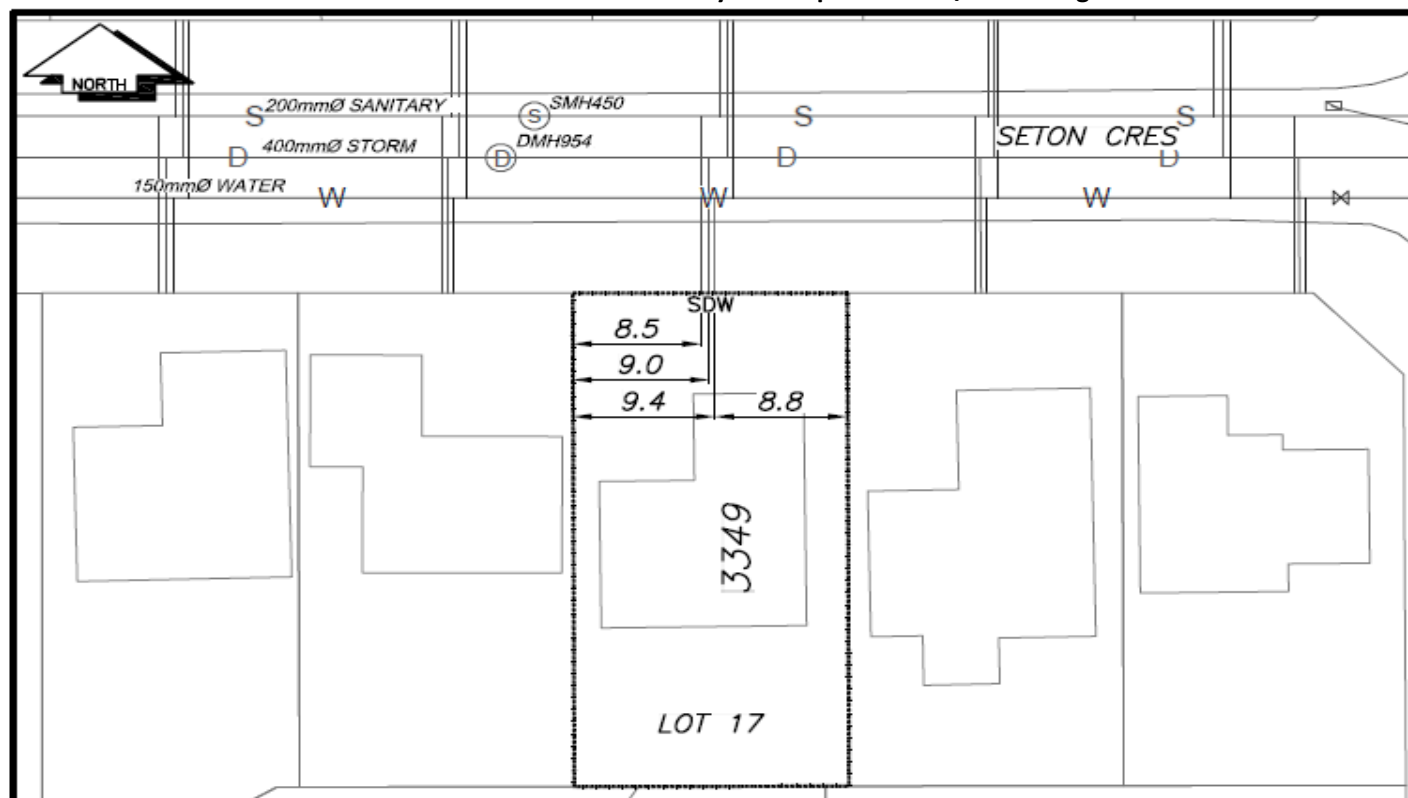 NORTH
200mmØ SANITARY
S
SMH450
S
S
400mmØ STORM
D
DMH954
D
D
D
SETON CRES
150mmØ WATER
W
W
W
SDW
8.5
9.0
9.4
8.8
3349
LOT 17